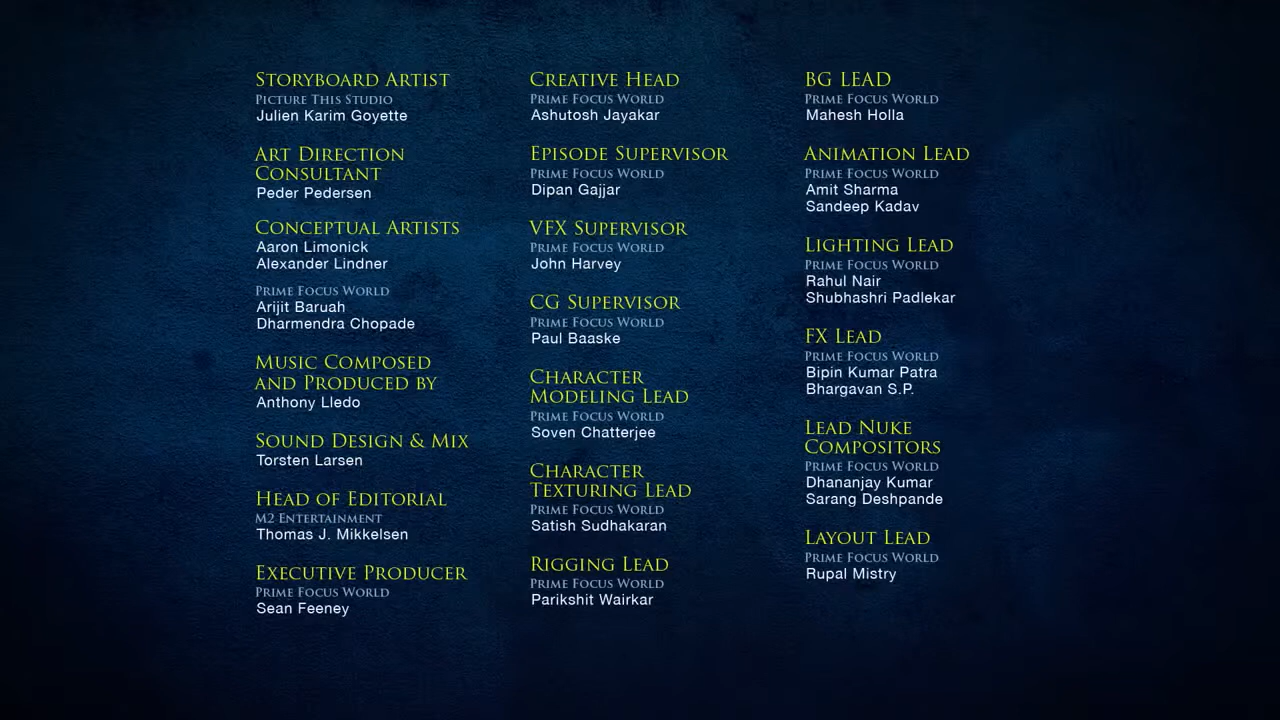 STORYBOARD ARTIST
PICTURE THIS STUDIO
Julien Karim Goyette
ART DIRECTION
CONSULTANT
Peder Pedersen
CONCEPTUAL ARTISTS
Aaron Limonick
Alexander Lindner
PRIME FOCUS WORLD
Arijit Baruah
Dharmendra Chopade
MUSIC COMPOSED
AND PRODUCED BY
Anthony Lledo
SOUND DESIGN & MIX
Torsten Larsen
HEAD OF EDITORIAL
M2 ENTERTAINMENT
Thomas J. Mikkelsen
EXECUTIVE PRODUCER
PRIME FOCUS WORLD
Sean Feeney
CREATIVE HEAD
PRIME FOCUS WORLD
Ashutosh Jayakar
EPISODE SUPERVISOR
PRIME FOCUS WORLD
Dipan Gajjar
VFX SUPERVISOR
PRIME FOCUS WORLD
John Harvey
CG SUPERVISOR
PRIME FOCUS WORLD
Paul Baaske
CHARACTER
MODELING LEAD
PRIME FOCUS WORLD
Soven Chatterjee
CHARACTER
TEXTURING LEAD
PRIME FOCUS WORLD
Satish Sudhakaran
RIGGING LEAD
PRIME FOCUS WORLD
Parikshit Wairkar
BG LEAD
PRIME FOCUS WORLD
Mahesh Holla
ANIMATION LEAD
PRIME FOCUS WORLD
Amit Sharma
Sandeep Kadav
LIGHTING LEAD
PRIME FOCUS WORLD
Rahul Nair
Shubhashri Padlekar
FX LEAD
PRIME FOCUS WORLD
Bipin Kumar Patra
Bhargavan S.P.
LEAD NUKE
COMPOSITORS
PRIME FOCUS WORLD
Dhananjay Kumar
Sarang Deshpande
LAYOUT LEAD
PRIME FOCUS WORLD
Rupal Mistry